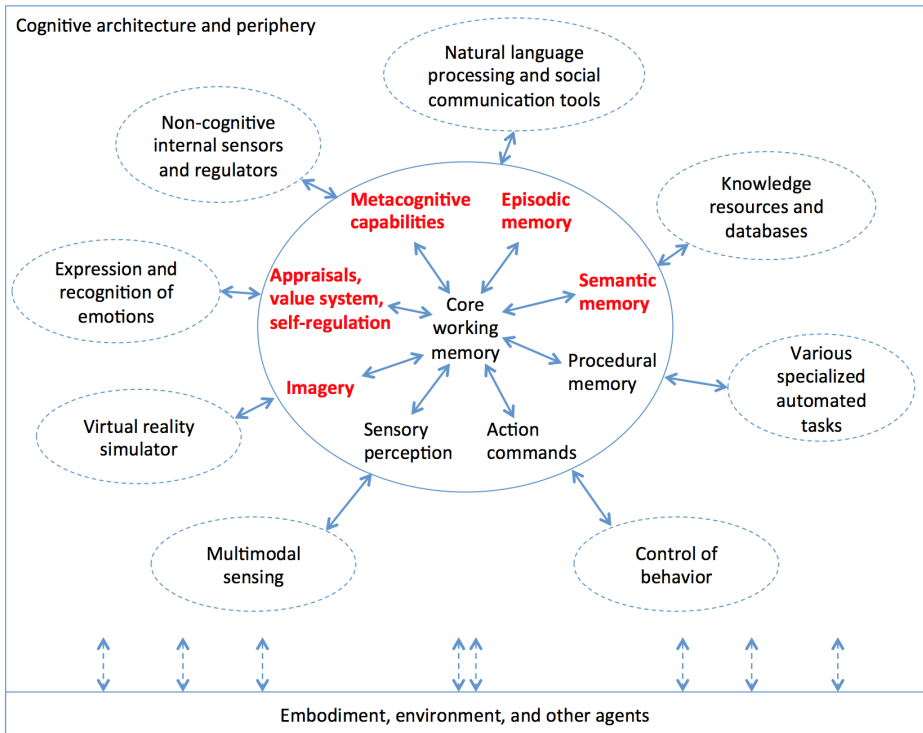 Cognitive architecture and periphery
Natural language
processing and social
communication tools
Non-cognitive
internal sensors
and regulators
Knowledge
resources and
databases
Expression and
recognition of
emotions
Various
specialized
automated
tasks
Virtual reality
simulator
Multimodal
sensing
Control of
behavior
Metacognitive
capabilities
Episodic
memory
Appraisals,
value system,
self-regulation
Semantic
memory
Core
working
memory
Procedural
memory
Imagery
Sensory
perception
Action
commands
Embodiment, environment, and other agents